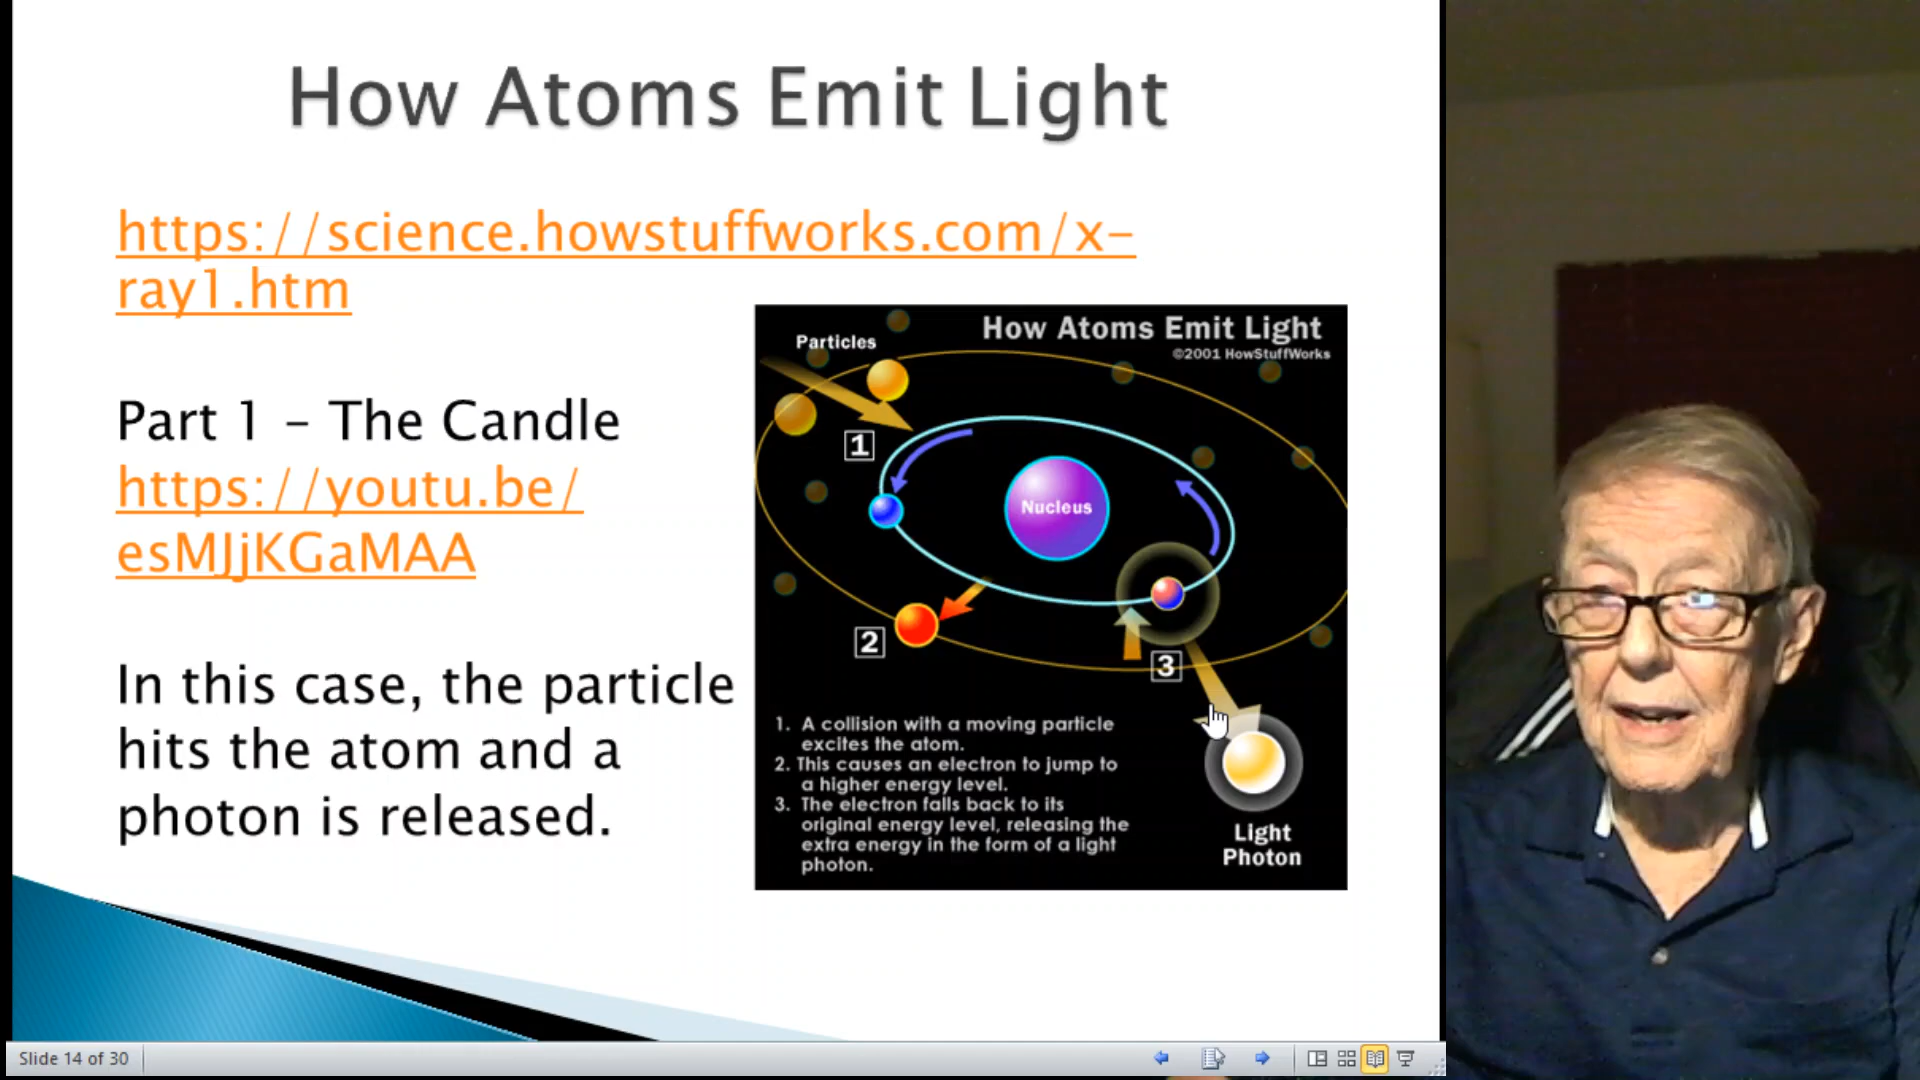 How Atoms Emit Light
https://science.howstuffworks.com/x-
ray1.htm
Part 1 – The Candle
https://youtu.be/
esMJjKGaMAA
In this case, the particle
hits the atom and a
photon is released.
How Atoms Emit Light
©2001 HowStuffWorks
Particles
1
Nucleus
2
3
1. A collision with a moving particle
excites the atom.
2. This causes an electron to jump to
a higher energy level.
3. The electron falls back to its
original energy level, releasing the
extra energy in the form of a light
photon.
Light
Photon
Slide 14 of 30